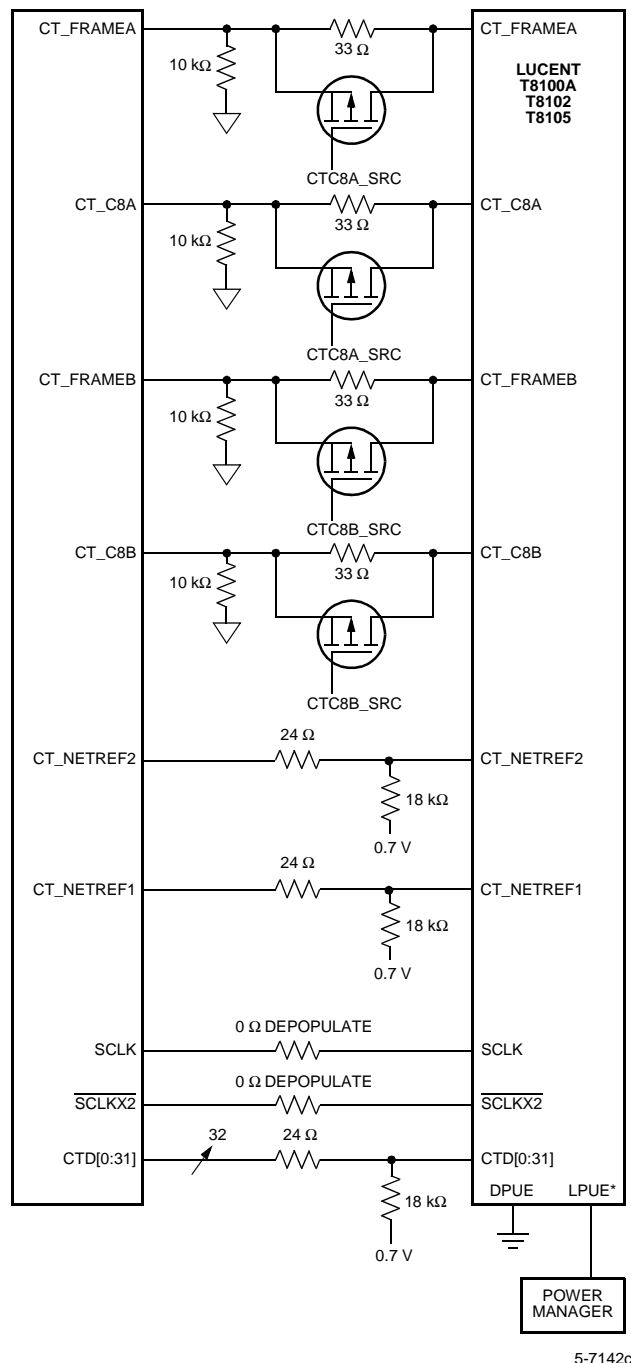 CT_FRAMEA
33 Ω
CT_FRAMEA
10 kΩ
LUCENT
T8100A
T8102
T8105
CTC8A_SRC
CT_C8A
33 Ω
CT_C8A
10 kΩ
CTC8A_SRC
CT_FRAMEB
33 Ω
CT_FRAMEB
10 kΩ
CTC8B_SRC
CT_C8B
33 Ω
CT_C8B
10 kΩ
CTC8B_SRC
24 Ω
CT_NETREF2
CT_NETREF2
18 kΩ
0.7 V
24 Ω
CT_NETREF1
CT_NETREF1
18 kΩ
0.7 V
0 Ω DEPOPULATE
SCLK
SCLK
0 Ω DEPOPULATE
SCLKX2
SCLKX2
32
24 Ω
CTD[0:31]
CTD[0:31]
DPUE
LPUE*
18 kΩ
0.7 V
POWER
MANAGER
5-7142c